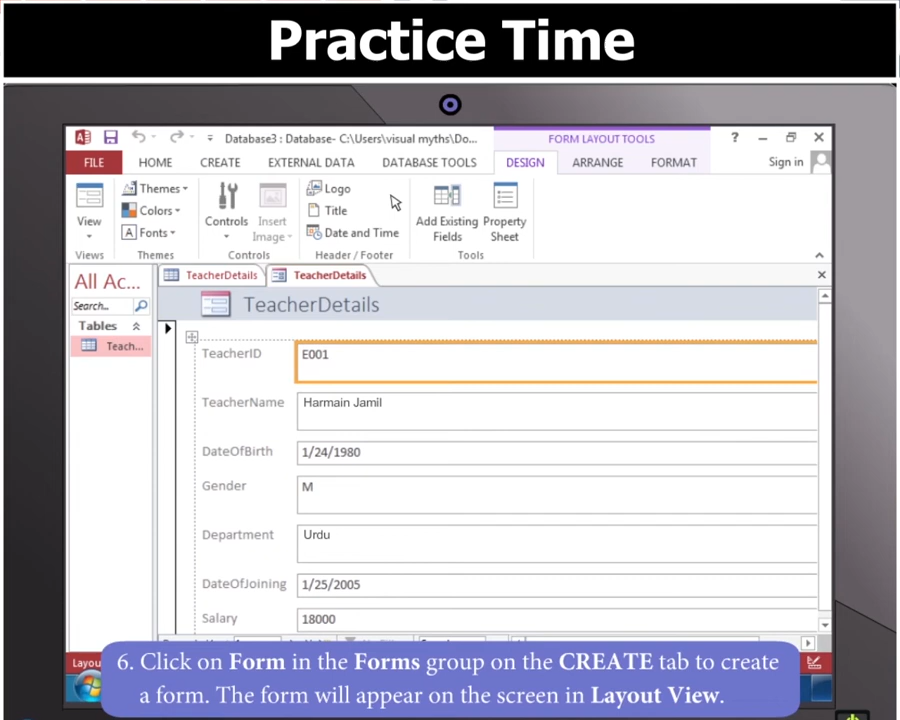 Practice Time
Database3 : Database- C:\Users\visual myths\Do...
FORM LAYOUT TOOLS
?
FILE
HOME
CREATE
EXTERNAL DATA
DATABASE TOOLS
DESIGN
ARRANGE
FORMAT
Sign in
View
Themes
Colors
A Fonts
Controls
Insert
Image
Logo
Title
Date and Time
Add Existing
Fields
Property
Sheet
Views
Themes
Controls
Header / Footer
Tools
All Ac...
TeacherDetails
TeacherDetails
Search...
Tables
Teach...
TeacherDetails
TeacherID
E001
TeacherName
Harmain Jamil
DateOfBirth
1/24/1980
Gender
M
Department
Urdu
DateOfJoining
1/25/2005
Salary
18000
Layou
6. Click on Form in the Forms group on the CREATE tab to create
a form. The form will appear on the screen in Layout View.